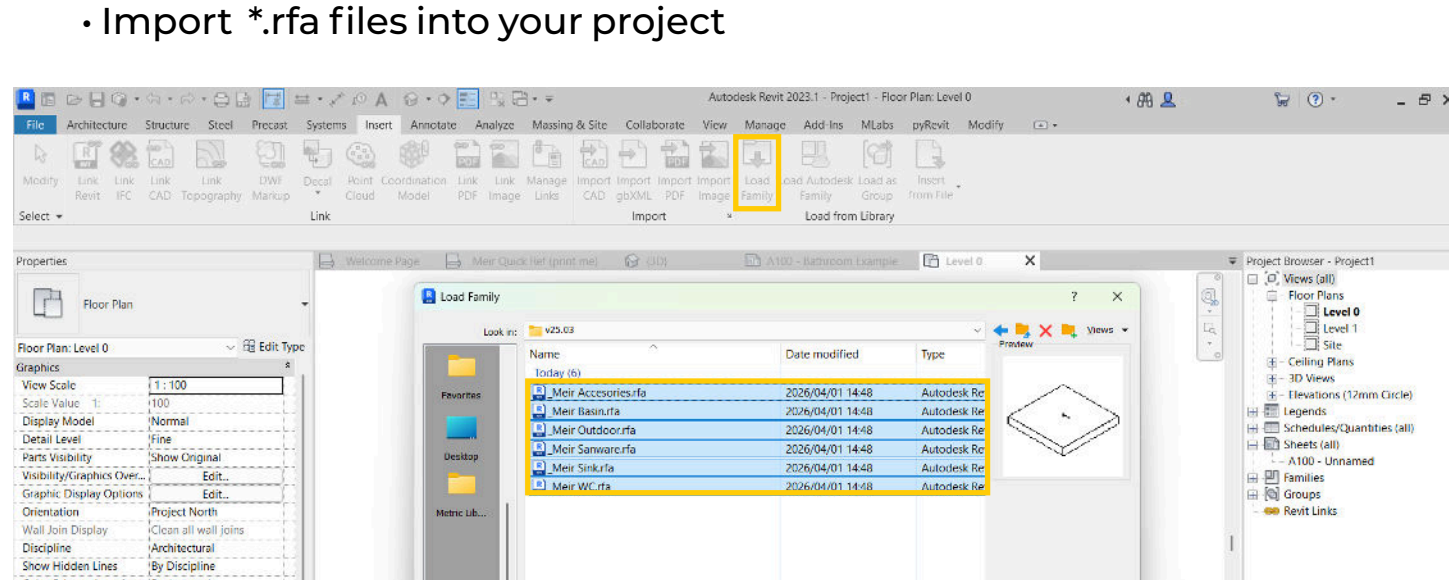 • Import *.rfa files into your project
Autodesk Revit 2023.1 - Project1 - Floor Plan: Level 0
File Architecture Structure Steel Precast Systems Insert Annotate Analyze Massing & Site Collaborate View Manage Add-Ins MLabs pyRevit Modify
Modify Link Link Link Link DWF Decal Point Coordination Link Link Manage Import Import Import Import Load oad Autodesk Load as Insert
Revit IFC CAD Topography Markup Cloud Model PDF Image Links CAD gbXML PDF Image Family Family Group from File
Select Link Import Load from Library
Properties
Welcome Page Meir Quick Ref (print me) (3D) A100 - Bathroom Example Level 0 X
Project Browser - Project1
Floor Plan
Floor Plan: Level 0 Edit Type
Graphics
View Scale 1 : 100
Scale Value 1: 100
Display Model Normal
Detail Level Fine
Parts Visibility Show Original
Visibility/Graphics Over... Edit...
Graphic Display Options Edit...
Orientation Project North
Wall Join Display Clean all wall joins
Discipline Architectural
Show Hidden Lines By Discipline
Load Family ? X
Look in: v25.03 Views
Name Date modified Type
Preview
Today (6)
_Meir Accesories.rfa 2026/04/01 14:48 Autodesk Re
_Meir Basin.rfa 2026/04/01 14:48 Autodesk Re
_Meir Outdoor.rfa 2026/04/01 14:48 Autodesk Re
_Meir Sanware.rfa 2026/04/01 14:48 Autodesk Re
_Meir Sink.rfa 2026/04/01 14:48 Autodesk Re
_Meir WC.rfa 2026/04/01 14:48 Autodesk Re
Favorites
Desktop
Metric Lib...
Views (all)
Floor Plans
Level 0
Level 1
Site
Ceiling Plans
3D Views
Elevations (12mm Circle)
Legends
Schedules/Quantities (all)
Sheets (all)
A100 - Unnamed
Families
Groups
Revit Links